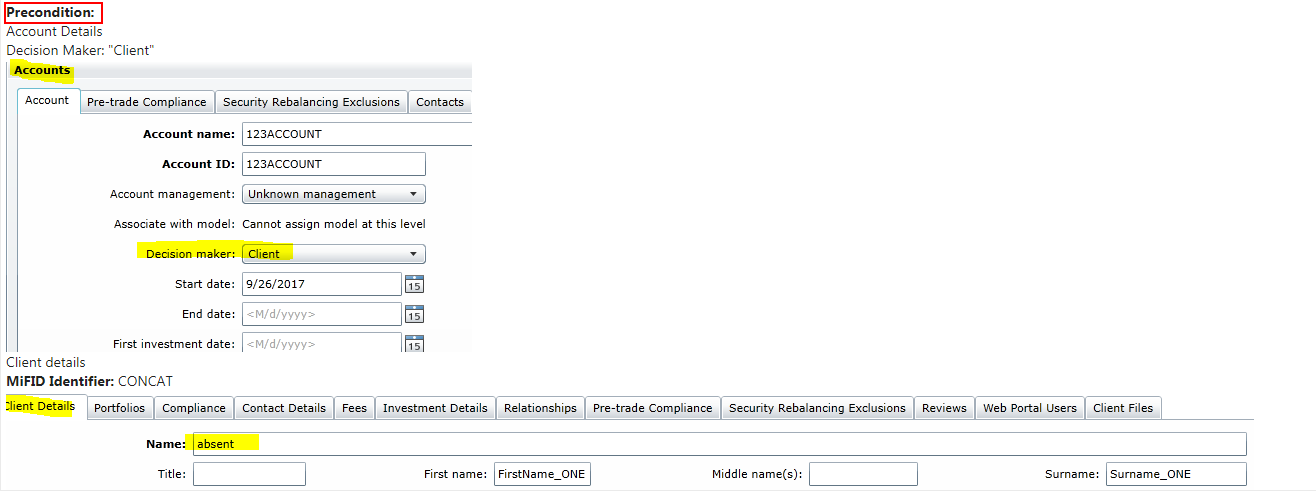 Precondition:
Account Details
Decision Maker: "Client"
Accounts
Account Pre-trade Compliance Security Rebalancing Exclusions Contacts
Account name: 123ACCOUNT
Account ID: 123ACCOUNT
Account management: Unknown management
Associate with model: Cannot assign model at this level
Decision maker: Client
Start date: 9/26/2017 15
End date: <M/d/yyyy> 15
First investment date: <M/d/yyyy> 15
Client details
MiFID Identifier: CONCAT
Client Details Portfolios Compliance Contact Details Fees Investment Details Relationships Pre-trade Compliance Security Rebalancing Exclusions Reviews Web Portal Users Client Files
Name: absent
Title: First name: FirstName_ONE Middle name(s): Surname: Surname_ONE